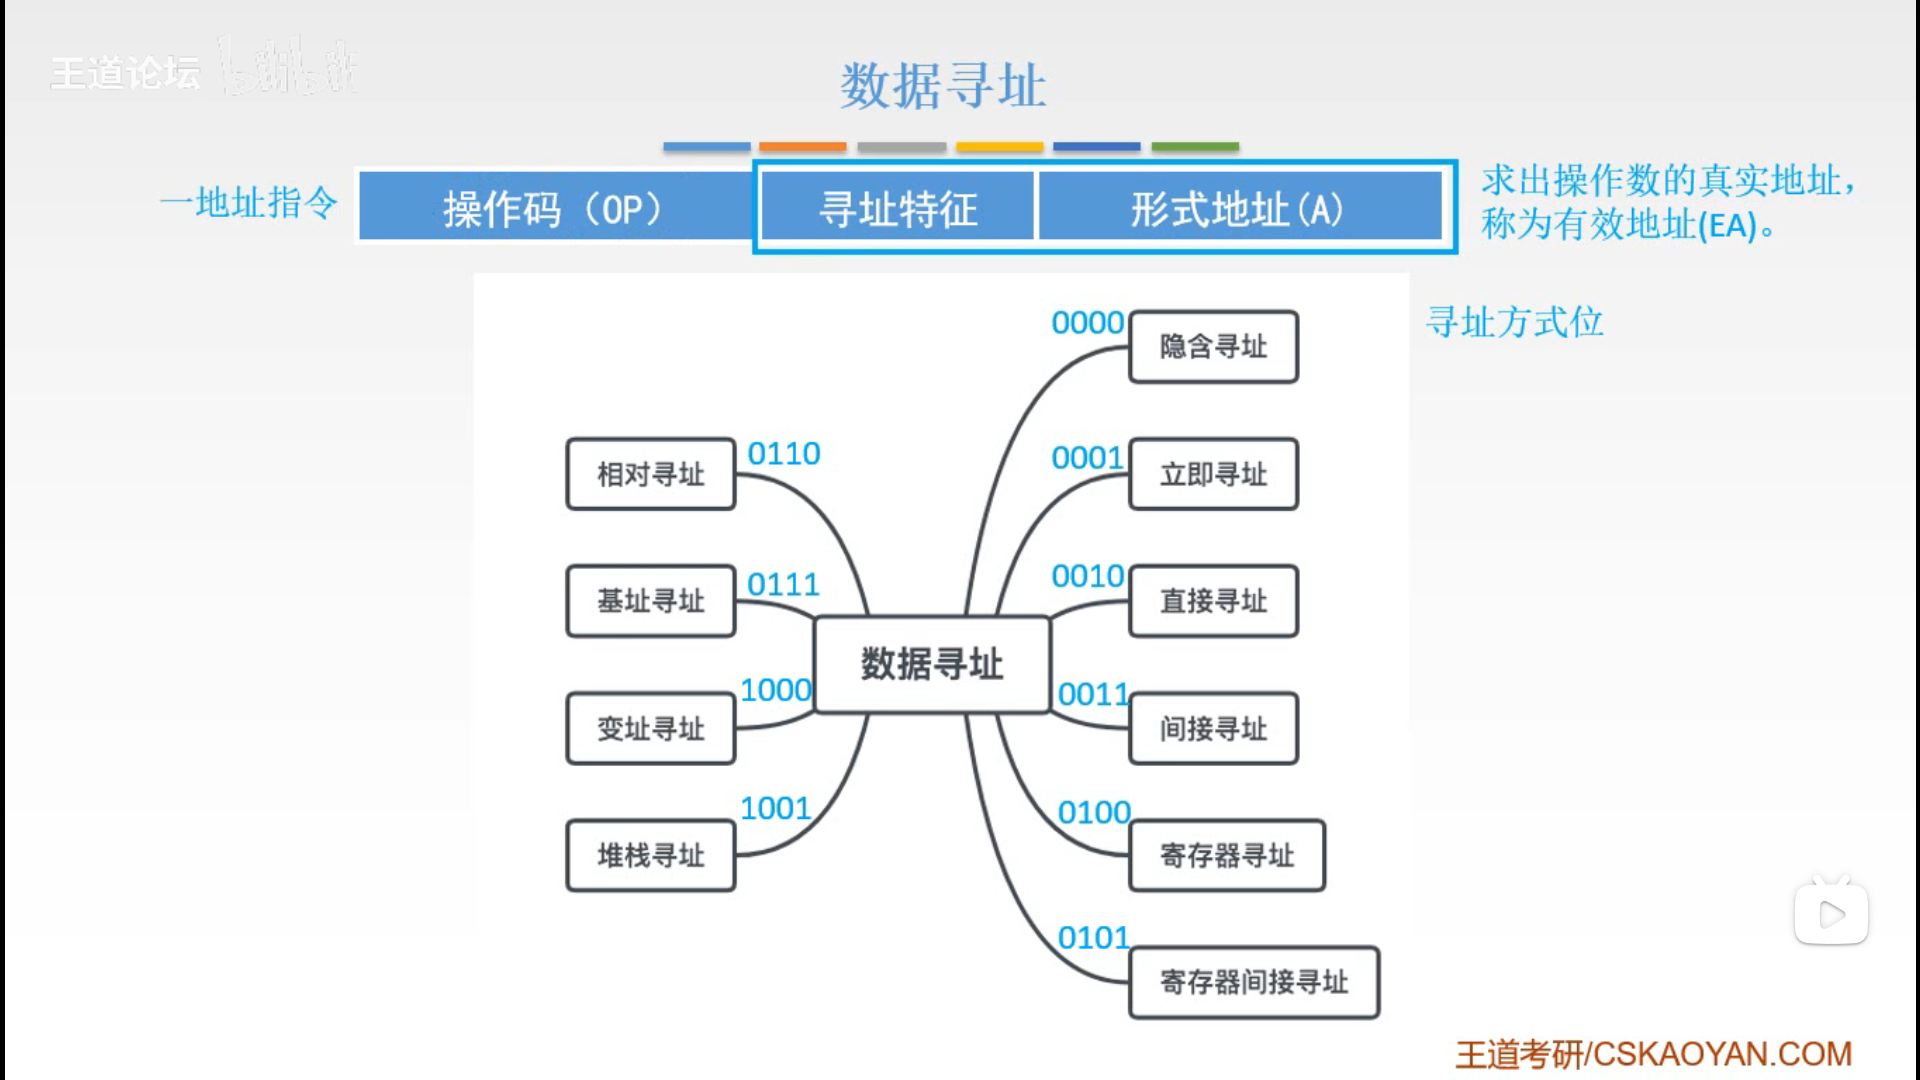 王道论坛 bilibili
数据寻址
一地址指令
操作码（OP）
寻址特征
形式地址(A)
求出操作数的真实地址，
称为有效地址(EA)。
寻址方式位
0000
隐含寻址
0001
立即寻址
0010
直接寻址
0011
间接寻址
0100
寄存器寻址
0101
寄存器间接寻址
0110
相对寻址
0111
基址寻址
1000
变址寻址
1001
堆栈寻址
数据寻址
王道考研/CSKAOYAN.COM